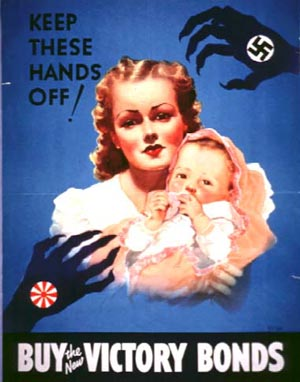 KEEP
THESE
HANDS
OFF!
BUY the New VICTORY BONDS